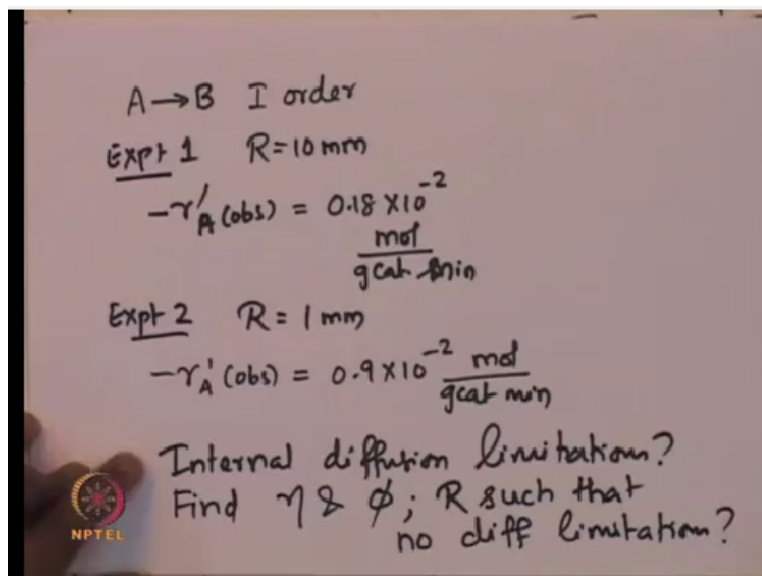 A → B I order
Expt 1 R = 10 mm
-r'A (obs) = 0.18 × 10^-2
mol
gcat min
Expt 2 R = 1 mm
-rA' (obs) = 0.9 × 10^-2 mol
gcat min
Internal diffusion limitation?
Find η & φ; R such that
no diff limitation?
NPTEL